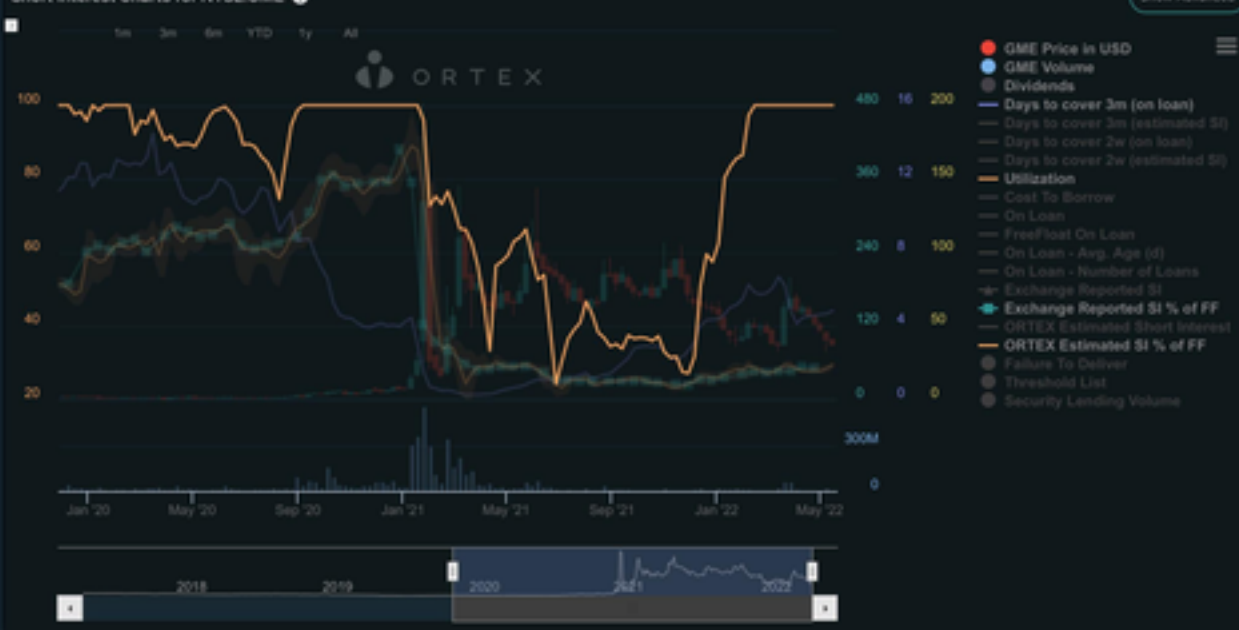 1m 3m 6m YTD 1y All
ORTEX
100
80
60
40
20
480 16 200
360 12 150
240 8 100
120 4 50
0 0 0
300M
0
GME Price in USD
GME Volume
Dividends
Days to cover 3m (on loan)
Days to cover 3m (estimated SI)
Days to cover 2w (on loan)
Days to cover 2w (estimated SI)
Utilization
Cost To Borrow
On Loan
FreeFloat On Loan
On Loan - Avg. Age (d)
On Loan - Number of Loans
Exchange Reported SI
Exchange Reported SI % of FF
ORTEX Estimated Short Interest
ORTEX Estimated SI % of FF
Failure To Deliver
Threshold List
Security Lending Volume
Jan '20 May '20 Sep '20 Jan '21 May '21 Sep '21 Jan '22 May '22
2018 2019 2020 2021 2022